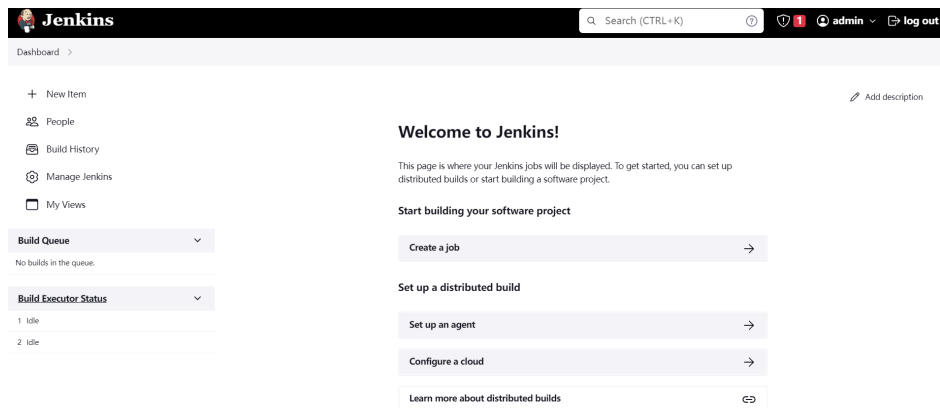 Jenkins
Search (CTRL+K)
1
admin
log out
Dashboard
New Item
People
Build History
Manage Jenkins
My Views
Build Queue
No builds in the queue.
Build Executor Status
1 Idle
2 Idle
Add description
Welcome to Jenkins!
This page is where your Jenkins jobs will be displayed. To get started, you can set up
distributed builds or start building a software project.
Start building your software project
Create a job
Set up a distributed build
Set up an agent
Configure a cloud
Learn more about distributed builds